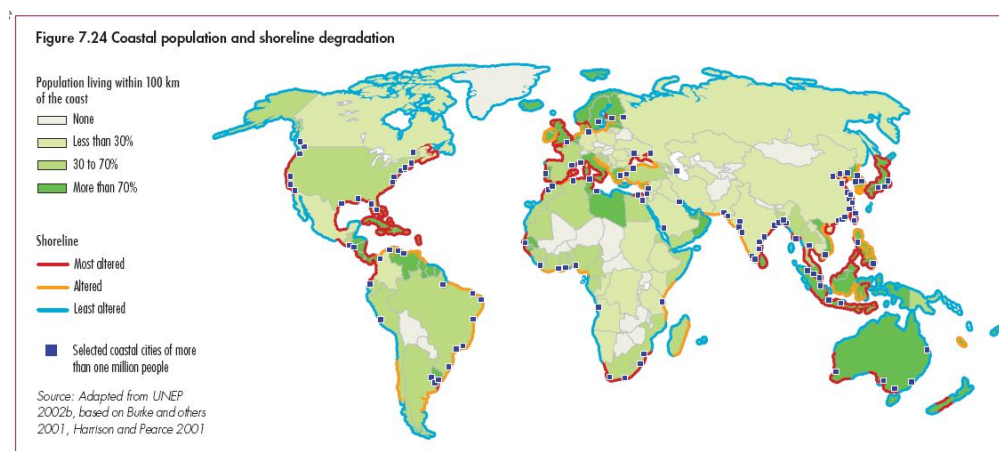 Figure 7.24 Coastal population and shoreline degradation
Population living within 100 km
of the coast
None
Less than 30%
30 to 70%
More than 70%
Shoreline
Most altered
Altered
Least altered
Selected coastal cities of more
than one million people
Source: Adapted from UNEP
2002b, based on Burke and others
2001, Harrison and Pearce 2001